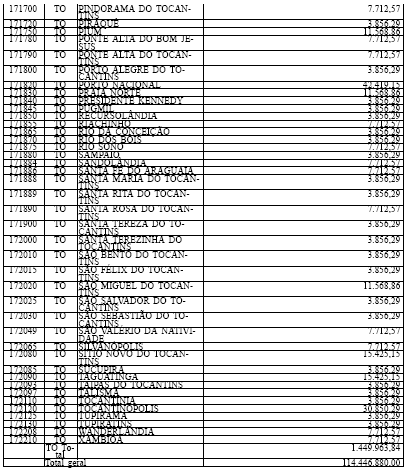 171700 TO PINDORAMA DO TOCAN- 7.712,57
TINS
171720 TO PIRAQUÊ 3.856,29
171750 TO PIUM 11.568,86
171780 TO PONTE ALTA DO BOM JE- 7.712,57
SUS
171790 TO PONTE ALTA DO TOCAN- 7.712,57
TINS
171800 TO PORTO ALEGRE DO TO- 3.856,29
CANTINS
171820 TO PORTO NACIONAL 42.419,15
171830 TO PRAIA NORTE 11.568,86
171840 TO PRESIDENTE KENNEDY 3.856,29
171845 TO PUGMIL 3.856,29
171850 TO RECURSOLÂNDIA 3.856,29
171855 TO RIACHINHO 7.712,57
171865 TO RIO DA CONCEIÇÃO 3.856,29
171870 TO RIO DOS BOIS 3.856,29
171875 TO RIO SONO 7.712,57
171880 TO SAMPAIO 3.856,29
171884 TO SANDOLÂNDIA 7.712,57
171886 TO SANTA FÉ DO ARAGUAIA 7.712,57
171888 TO SANTA MARIA DO TOCAN- 3.856,29
TINS
171889 TO SANTA RITA DO TOCAN- 3.856,29
TINS
171890 TO SANTA ROSA DO TOCAN- 7.712,57
TINS
171900 TO SANTA TEREZA DO TO- 3.856,29
CANTINS
172000 TO SANTA TEREZINHA DO 3.856,29
TOCANTINS
172010 TO SÃO BENTO DO TOCAN- 3.856,29
TINS
172015 TO SÃO FÉLIX DO TOCAN- 3.856,29
TINS
172020 TO SÃO MIGUEL DO TOCAN- 11.568,86
TINS
172025 TO SÃO SALVADOR DO TO- 3.856,29
CANTINS
172030 TO SÃO SEBASTIÃO DO TO- 3.856,29
CANTINS
172049 TO SÃO VALÉRIO DA NATIVI- 7.712,57
DADE
172065 TO SILVANÓPOLIS 7.712,57
172080 TO SÍTIO NOVO DO TOCAN- 15.425,15
TINS
172085 TO SUCUPIRA 3.856,29
172090 TO TAGUATINGA 15.425,15
172093 TO TAIPAS DO TOCANTINS 3.856,29
172097 TO TALISMÃ 3.856,29
172110 TO TOCANTÍNIA 3.856,29
172120 TO TOCANTINÓPOLIS 30.850,29
172125 TO TUPIRAMA 3.856,29
172130 TO TUPIRATINS 3.856,29
172208 TO WANDERLÂNDIA 7.712,57
172210 TO XAMBIOÁ 7.712,57
TO To- 1.449.963,84
tal
Total geral 114.446.880,00